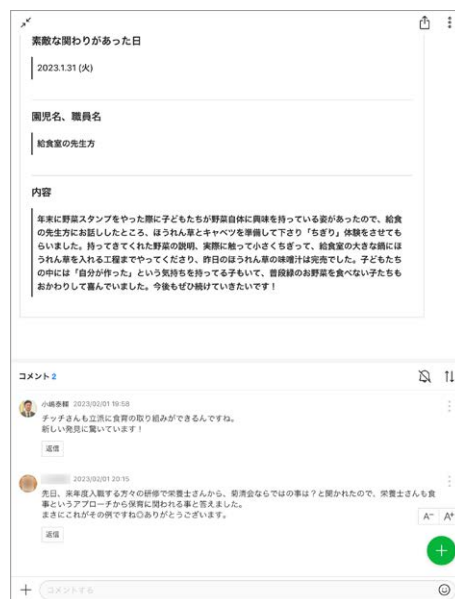 素敵な関わりがあった日
2023.1.31 (火)
園児名、職員名
給食室の先生方
内容
年末に野菜スタンプをやった際に子どもたちが野菜自体に興味を持っている姿があったので、給食
の先生方にお話ししたところ、ほうれん草とキャベツを準備して下さり「ちぎり」体験をさせても
らいました。持ってきてくれた野菜の説明、実際に触って小さくちぎって、給食室の大きな鍋にほ
うれん草を入れる工程までやってくださり、昨日のほうれん草の味噌汁は完売でした。子どもたち
の中には「自分が作った」という気持ちを持ってる子もいて、普段緑のお野菜を食べない子たちも
おかわりして喜んでいました。今後もぜひ続けていきたいです！
コメント 2
小嶋泰輔 2023/02/01 19:58
チッチさんも立派に食育の取り組みができるんですね。
新しい発見に驚いています！
返信
2023/02/01 20:15
先日、来年度入職する方々の研修で栄養士さんから、菊清会ならではの事は？と聞かれたので、栄養士さんも食
事というアプローチから保育に関われる事と答えました。
まさにこれがその例ですね◎ありがとうございます。
A− A+
返信
コメントする